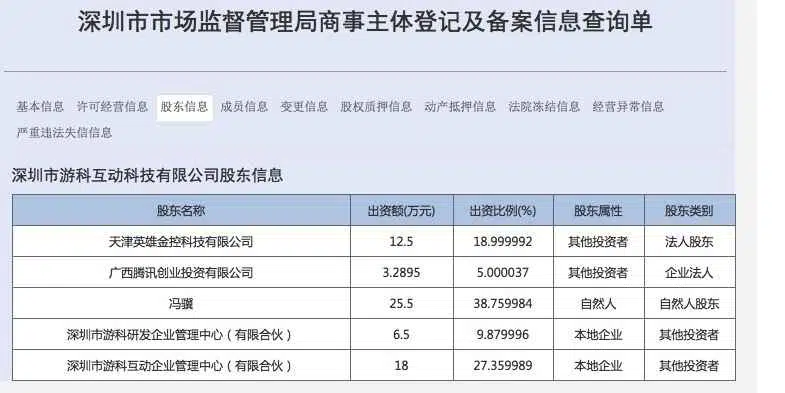 深圳市市场监督管理局商事主体登记及备案信息查询单
基本信息 许可经营信息 股东信息 成员信息 变更信息 股权质押信息 动产抵押信息 法院冻结信息 经营异常信息
严重违法失信信息
深圳市游科互动科技有限公司股东信息
股东名称 出资额(万元) 出资比例(%) 股东属性 股东类别
天津英雄金控科技有限公司 12.5 18.999992 其他投资者 法人股东
广西腾讯创业投资有限公司 3.2895 5.000037 其他投资者 企业法人
冯骥 25.5 38.759984 自然人 自然人股东
深圳市游科研发企业管理中心（有限合伙） 6.5 9.879996 本地企业 其他投资者
深圳市游科互动企业管理中心（有限合伙） 18 27.359989 本地企业 其他投资者